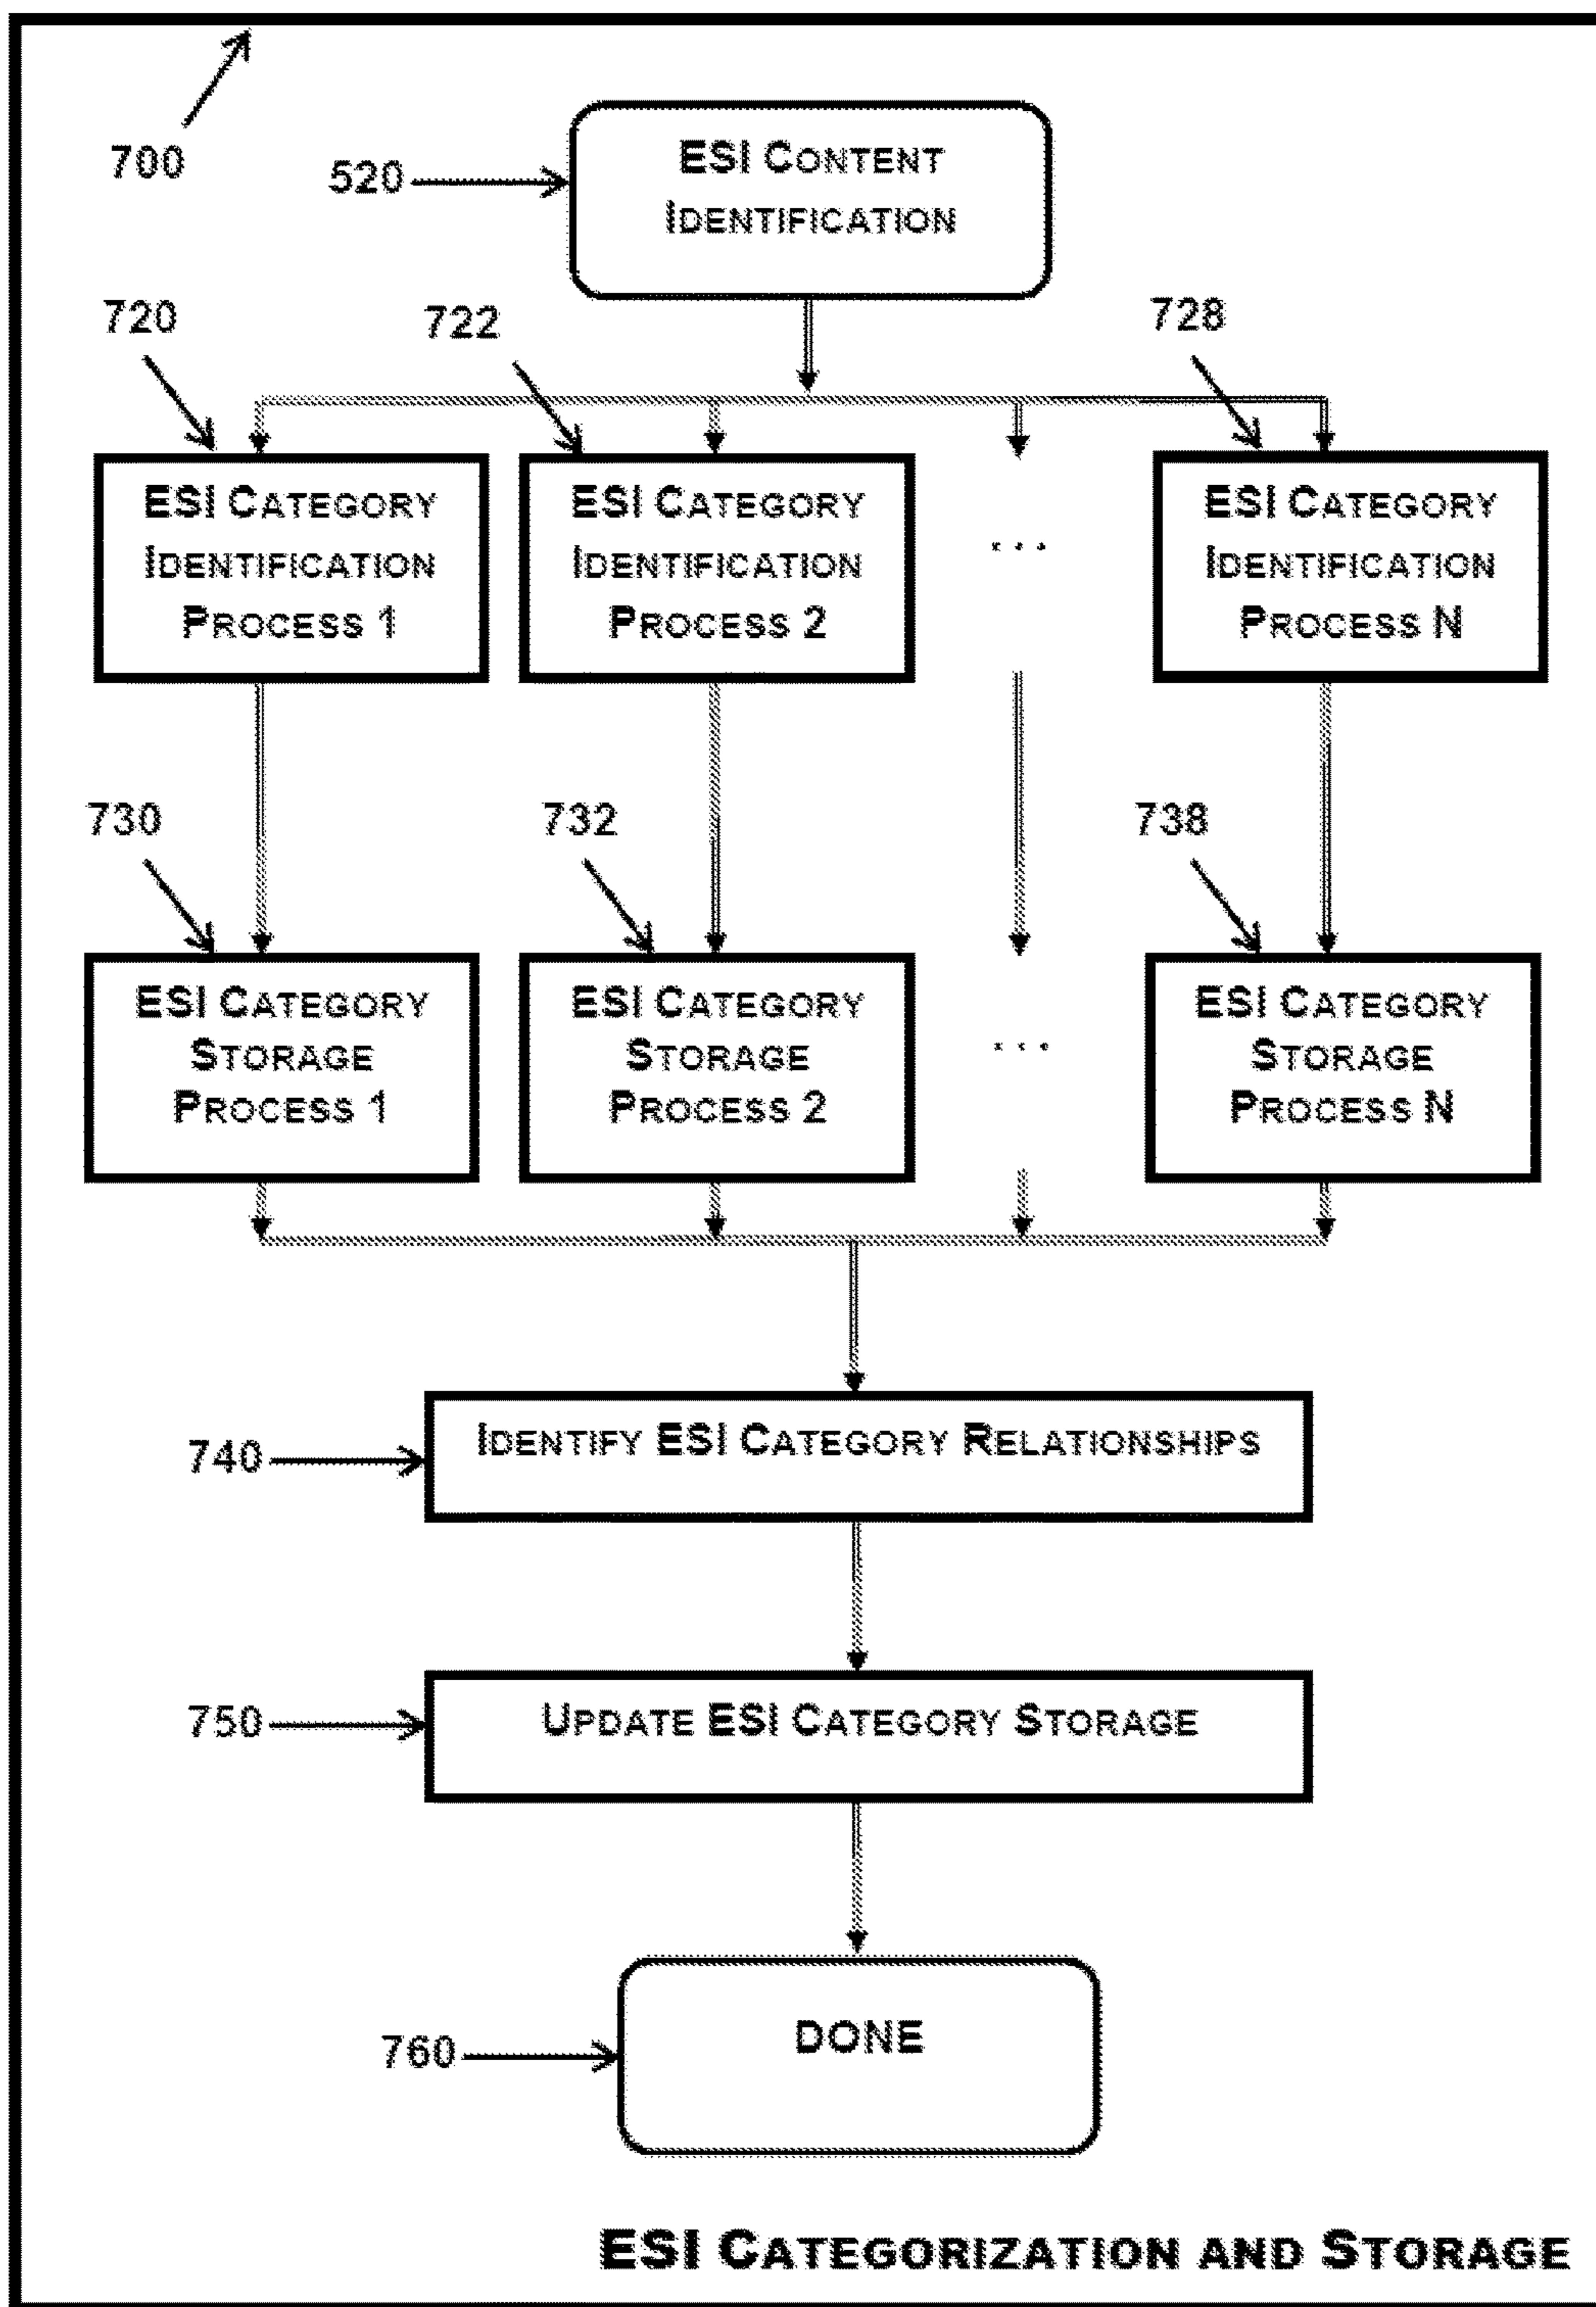 700
520
ESI CONTENT
IDENTIFICATION
720
722
728
ESI CATEGORY
IDENTIFICATION
PROCESS 1
ESI CATEGORY
IDENTIFICATION
PROCESS 2
...
ESI CATEGORY
IDENTIFICATION
PROCESS N
730
732
738
ESI CATEGORY
STORAGE
PROCESS 1
ESI CATEGORY
STORAGE
PROCESS 2
...
ESI CATEGORY
STORAGE
PROCESS N
740
IDENTIFY ESI CATEGORY RELATIONSHIPS
750
UPDATE ESI CATEGORY STORAGE
760
DONE
ESI CATEGORIZATION AND STORAGE